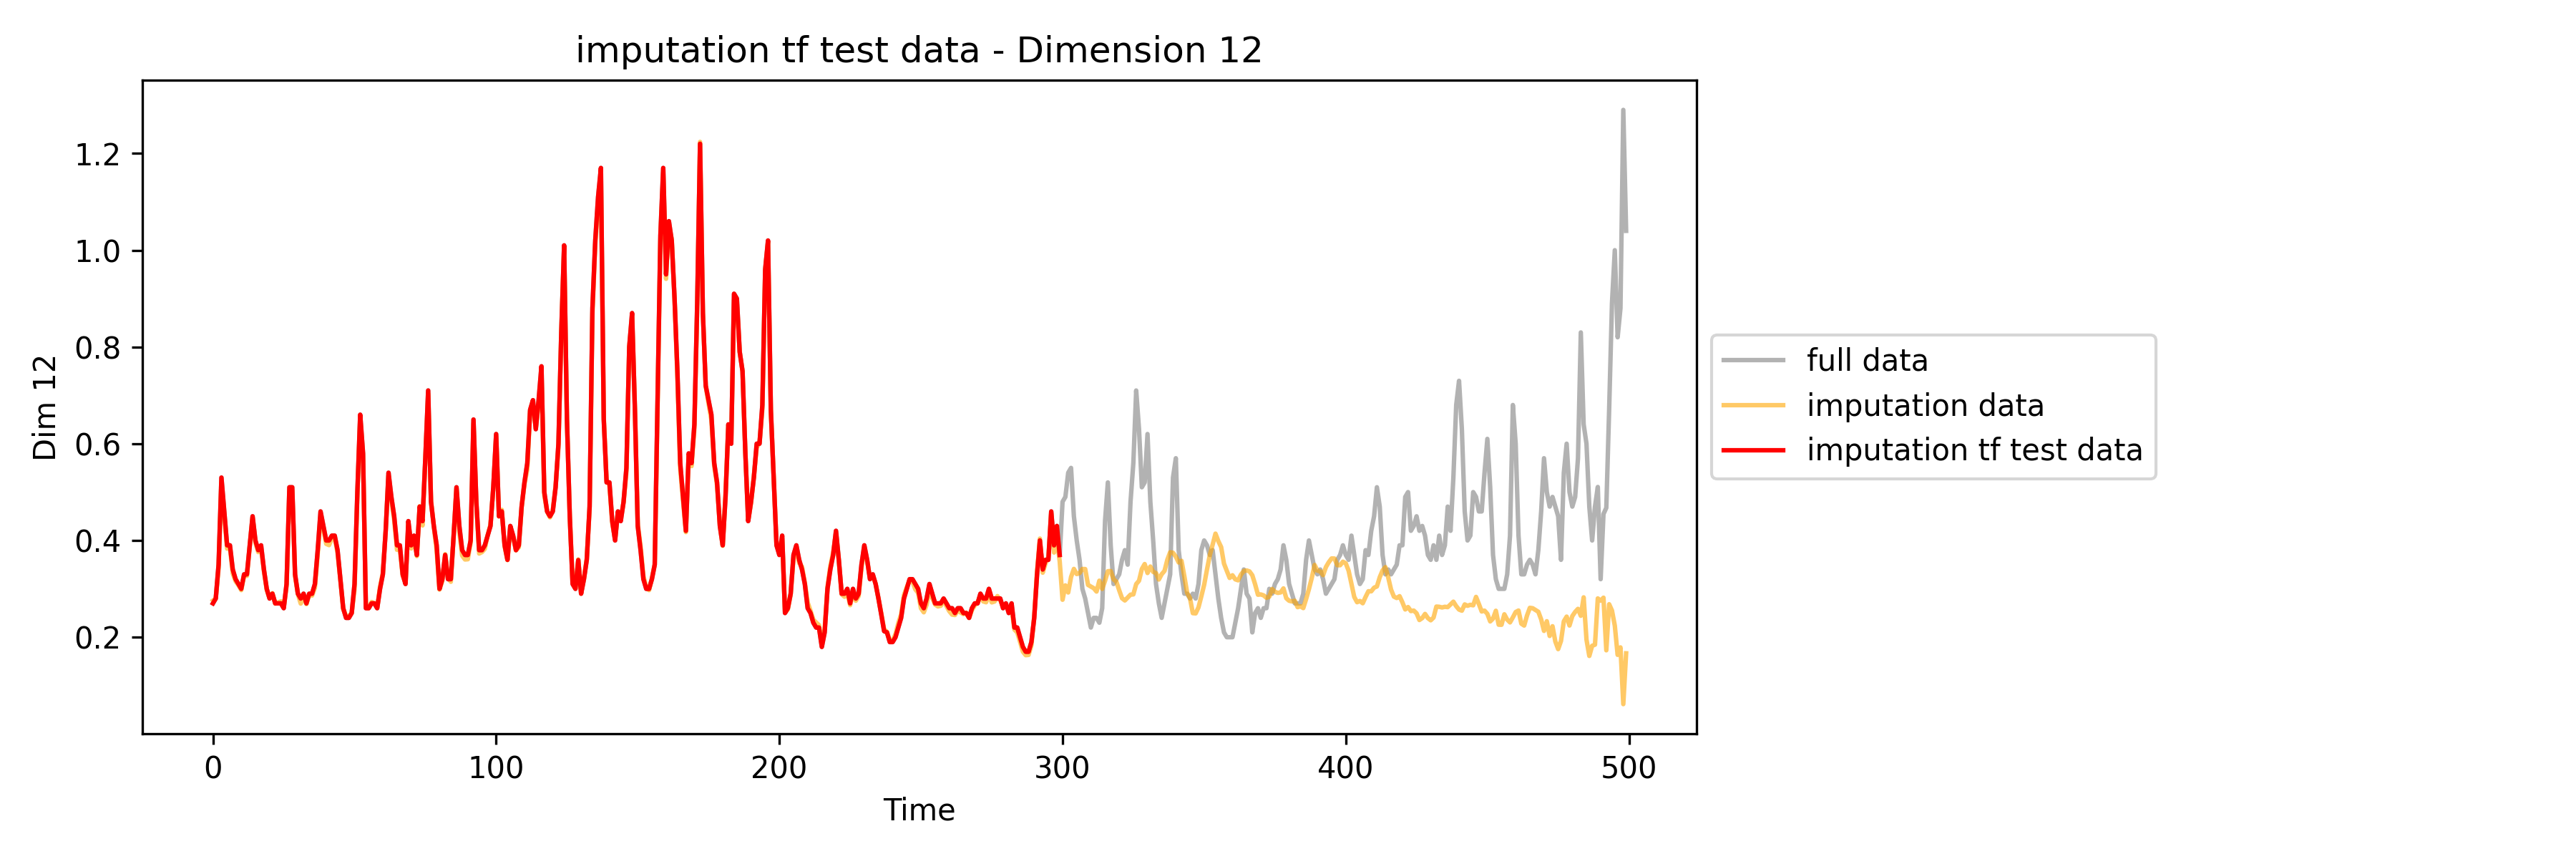 imputation tf test data - Dimension 12
Dim 12
1.2
1.0
0.8
0.6
0.4
0.2
0
100
200
300
400
500
Time
full data
imputation data
imputation tf test data